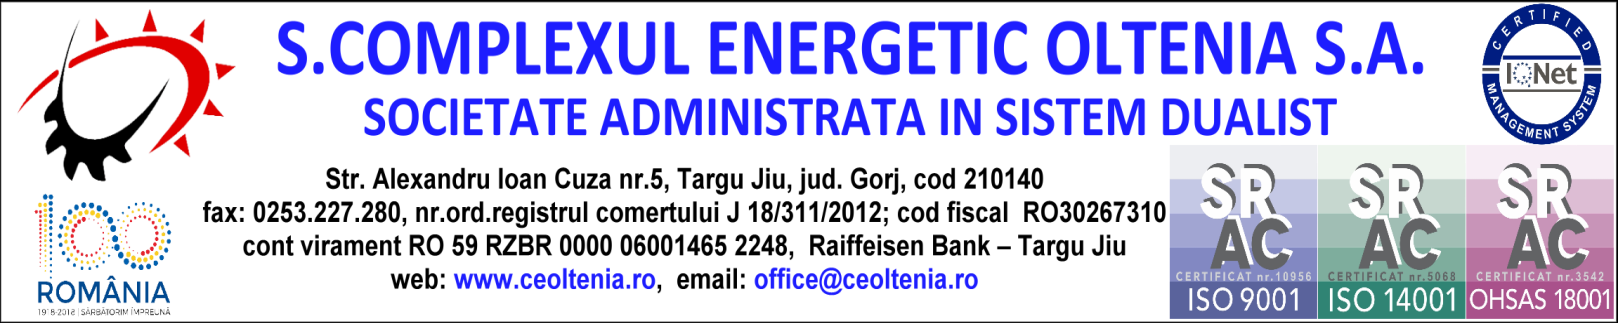 S.COMPLEXUL ENERGETIC OLTENIA S.A.
SOCIETATE ADMINISTRATA IN SISTEM DUALIST
Str. Alexandru Ioan Cuza nr.5, Targu Jiu, jud. Gorj, cod 210140
fax: 0253.227.280, nr.ord.registrul comertului J 18/311/2012; cod fiscal RO30267310
cont virament RO 59 RZBR 0000 06001465 2248, Raiffeisen Bank – Targu Jiu
web: www.ceoltenia.ro, email: office@ceoltenia.ro
100
ROMÂNIA
1918-2018 | SĂRBĂTORIM ÎMPREUNĂ
CERTIFIED
IQNet
MANAGEMENT SYSTEM
SR
AC
CERTIFICAT nr.10956
ISO 9001
SR
AC
CERTIFICAT nr.5068
ISO 14001
SR
AC
CERTIFICAT nr.3542
OHSAS 18001